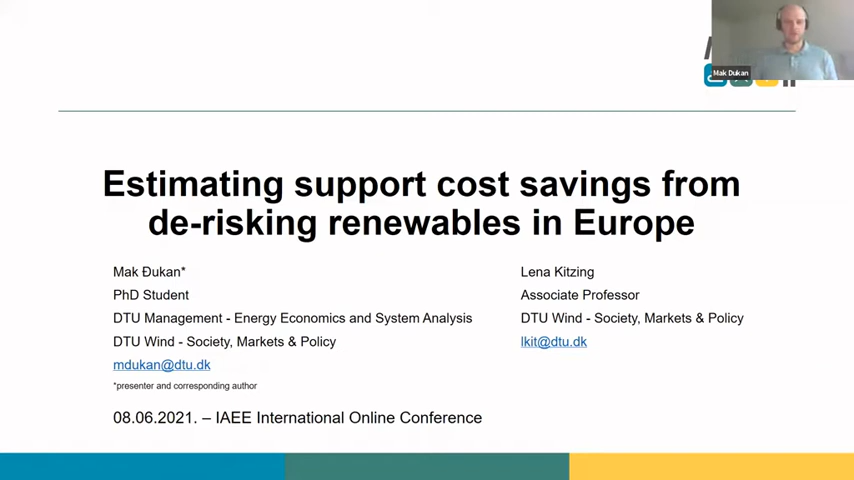 Mak Dukan
Estimating support cost savings from
de-risking renewables in Europe
Mak Đukan*
PhD Student
DTU Management - Energy Economics and System Analysis
DTU Wind - Society, Markets & Policy
mdukan@dtu.dk
*presenter and corresponding author
Lena Kitzing
Associate Professor
DTU Wind - Society, Markets & Policy
lkit@dtu.dk
08.06.2021. – IAEE International Online Conference